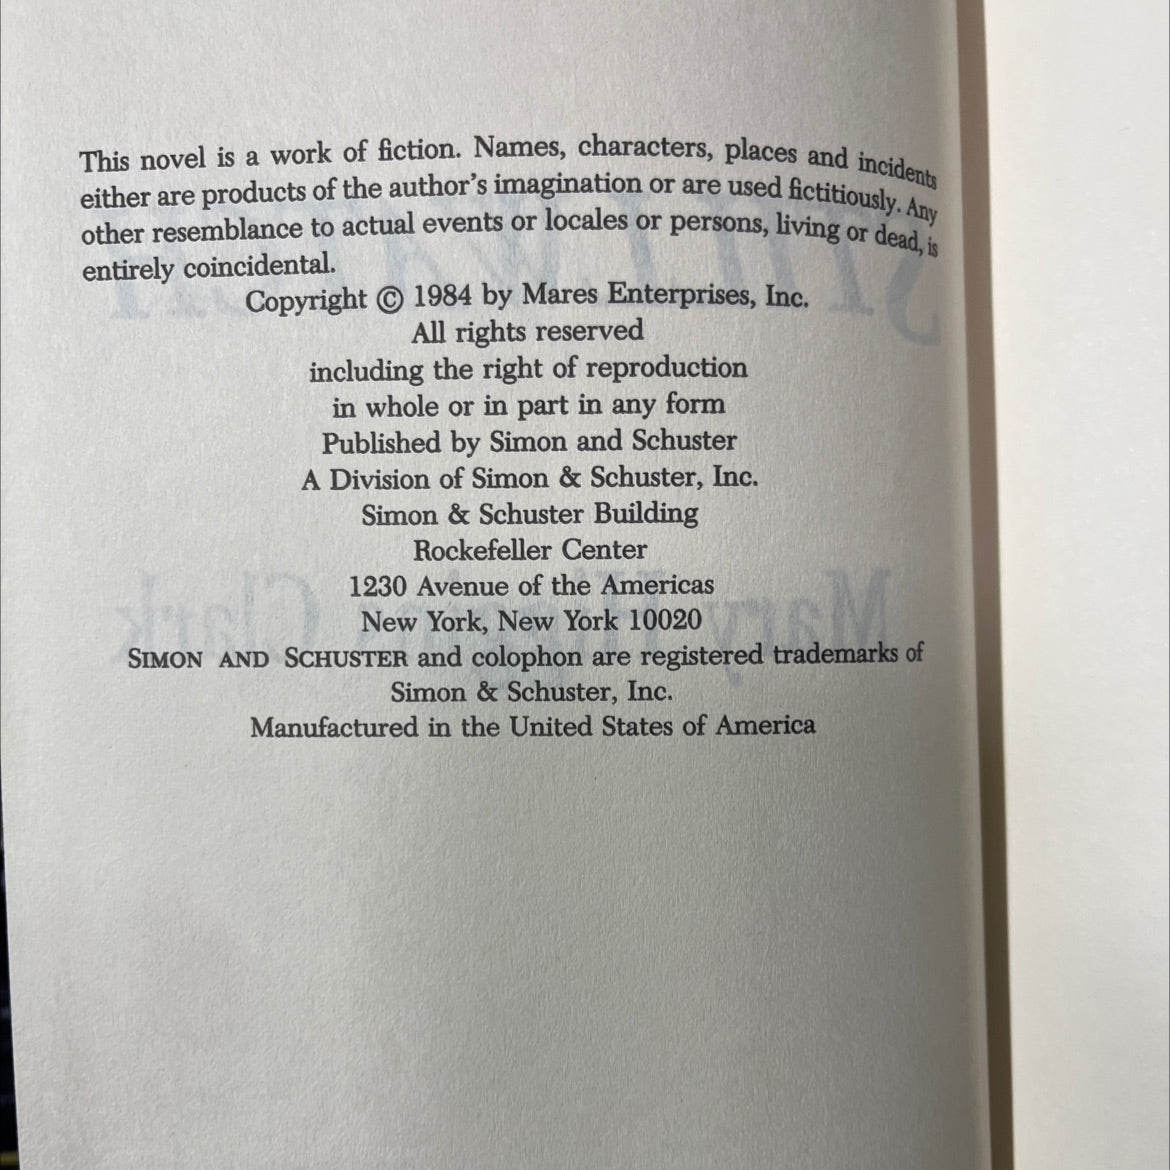 This novel is a work of fiction. Names, characters, places and incidents
either are products of the author's imagination or are used fictitiously. Any
other resemblance to actual events or locales or persons, living or dead, is
entirely coincidental.
Copyright © 1984 by Mares Enterprises, Inc.
All rights reserved
including the right of reproduction
in whole or in part in any form
Published by Simon and Schuster
A Division of Simon & Schuster, Inc.
Simon & Schuster Building
Rockefeller Center
1230 Avenue of the Americas
New York, New York 10020
SIMON AND SCHUSTER and colophon are registered trademarks of
Simon & Schuster, Inc.
Manufactured in the United States of America
Mary Clark